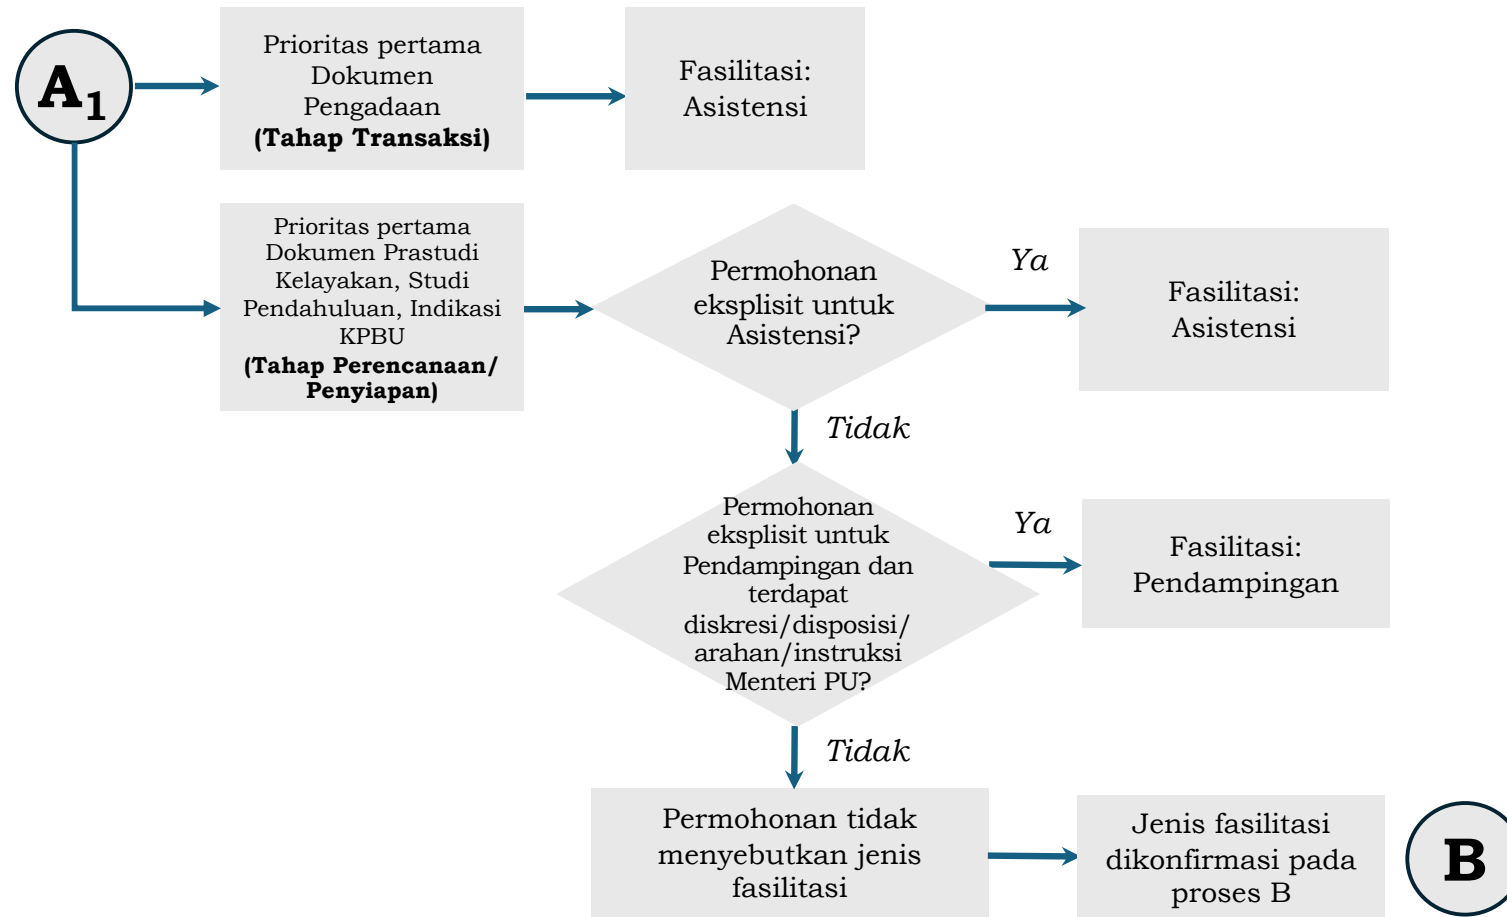 A1
Prioritas pertama
Dokumen
Pengadaan
(Tahap Transaksi)
Fasilitasi:
Asistensi
Prioritas pertama
Dokumen Prastudi
Kelayakan, Studi
Pendahuluan, Indikasi
KPBU
(Tahap Perencanaan/
Penyiapan)
Permohonan
eksplisit untuk
Asistensi?
Ya
Fasilitasi:
Asistensi
Tidak
Permohonan
eksplisit untuk
Pendampingan dan
terdapat
diskresi/disposisi/
arahan/instruksi
Menteri PU?
Ya
Fasilitasi:
Pendampingan
Tidak
Permohonan tidak
menyebutkan jenis
fasilitasi
Jenis fasilitasi
dikonfirmasi pada
proses B
B